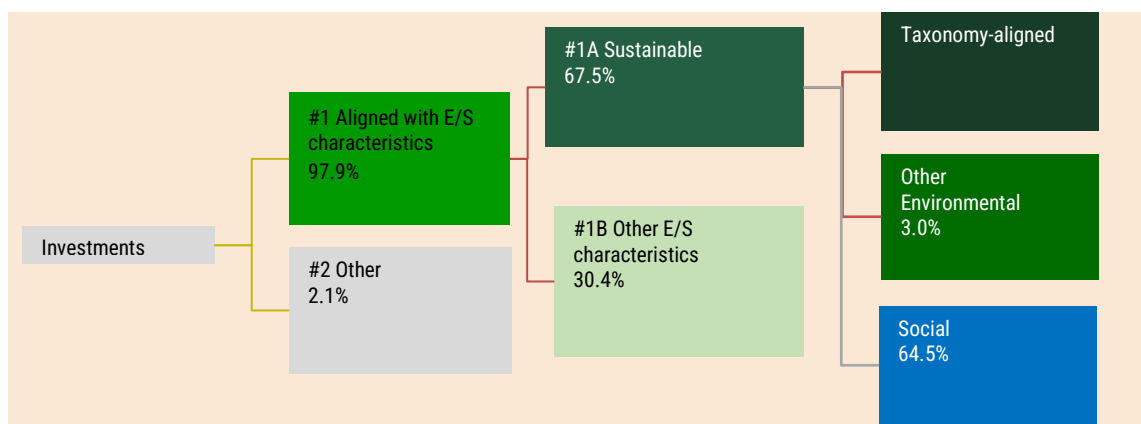 Investments
#1 Aligned with E/S
characteristics
97.9%
#2 Other
2.1%
#1A Sustainable
67.5%
#1B Other E/S
characteristics
30.4%
Taxonomy-aligned
Other
Environmental
3.0%
Social
64.5%